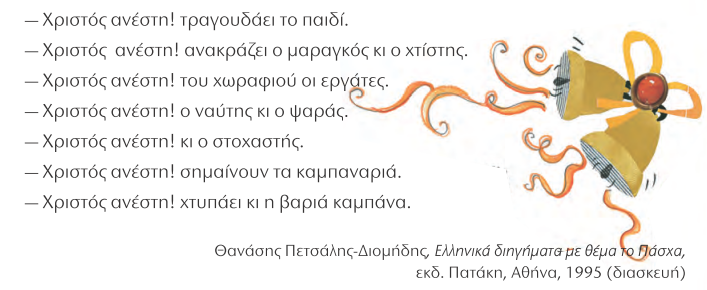 — Χριστός ανέστη! τραγουδάει το παιδί.
— Χριστός ανέστη! ανακράζει ο μαραγκός κι ο χτίστης.
— Χριστός ανέστη! του χωραφιού οι εργάτες.
— Χριστός ανέστη! ο ναύτης κι ο ψαράς.
— Χριστός ανέστη! κι ο στοχαστής.
— Χριστός ανέστη! σημαίνουν τα καμπαναριά.
— Χριστός ανέστη! χτυπάει κι η βαριά καμπάνα.
Θανάσης Πετσάλης-Διομήδης, Ελληνικά διηγήματα με θέμα το Πάσχα,
εκδ. Πατάκη, Αθήνα, 1995 (διασκευή)